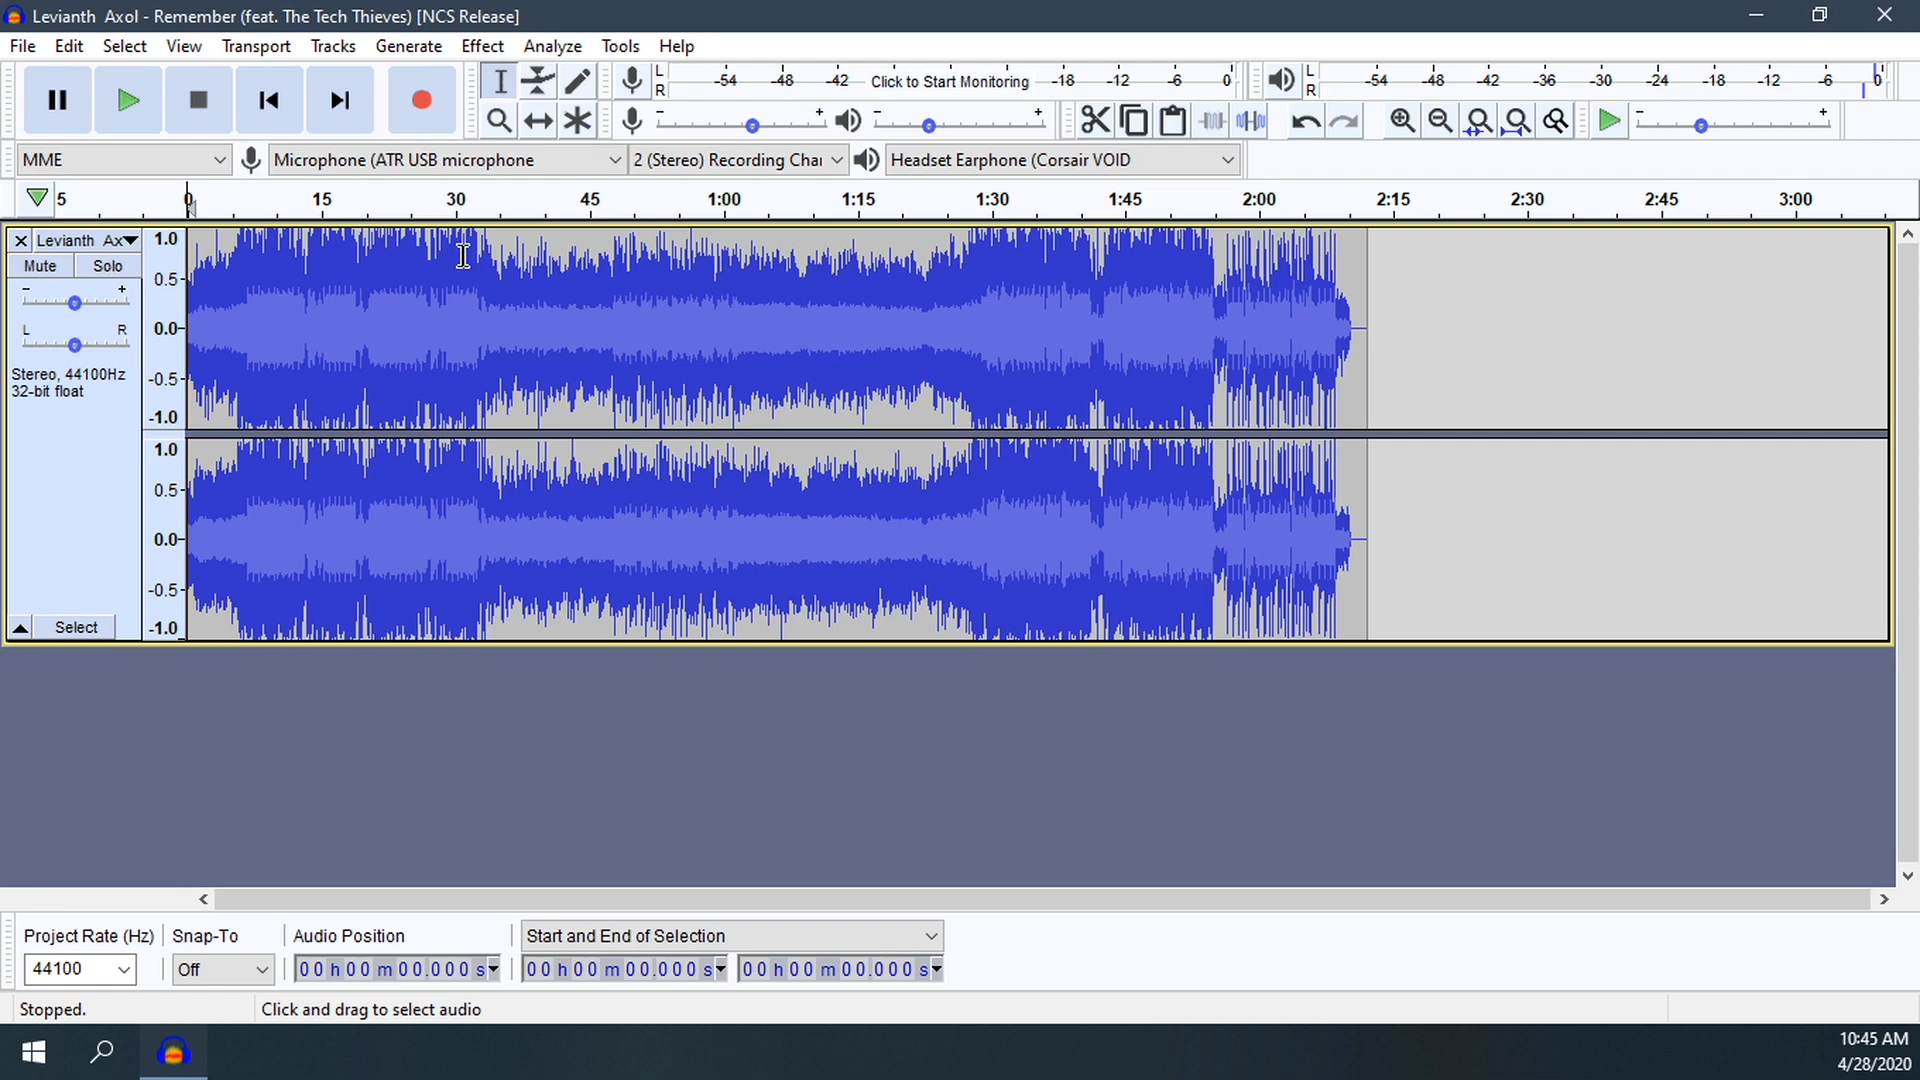 Levianth  Axol - Remember (feat. The Tech Thieves) [NCS Release]
File Edit Select View Transport Tracks Generate Effect Analyze Tools Help
L R -54 -48 -42 Click to Start Monitoring -18 -12 -6 0
L R -54 -48 -42 -36 -30 -24 -18 -12 -6 0
- + - + - +
MME Microphone (ATR USB microphone 2 (Stereo) Recording Char Headset Earphone (Corsair VOID
5 0 15 30 45 1:00 1:15 1:30 1:45 2:00 2:15 2:30 2:45 3:00
Levianth  Ax
Mute Solo
- +
L R
Stereo, 44100Hz
32-bit float
Select
1.0
0.5-
0.0-
-0.5-
-1.0
1.0
0.5-
0.0-
-0.5-
-1.0
Project Rate (Hz) Snap-To Audio Position Start and End of Selection
44100 Off 00 h 00 m 00.000 s 00 h 00 m 00.000 s 00 h 00 m 00.000 s
Stopped. Click and drag to select audio
10:45 AM
4/28/2020